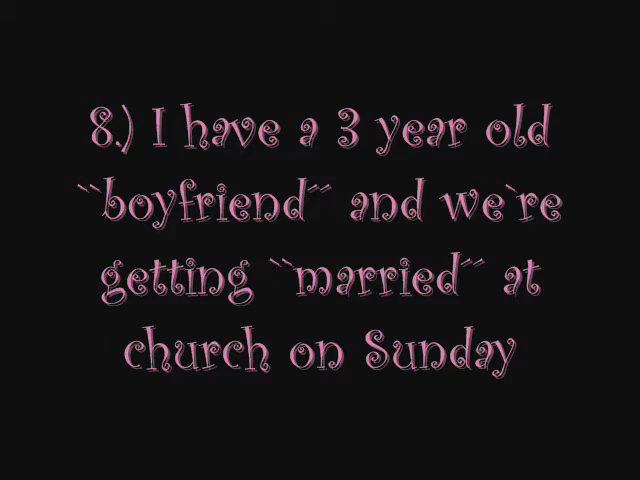 8.) I have a 3 year old
``boyfriend´´ and we`re
getting ``married´´ at
church on Sunday